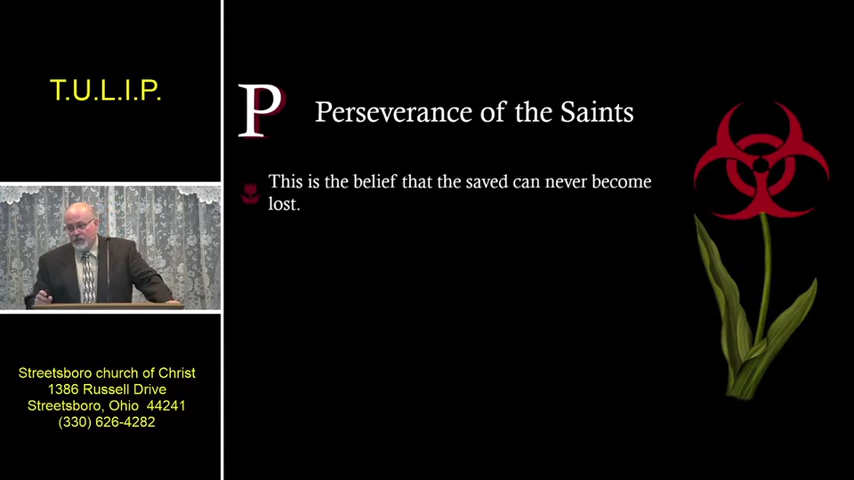 T.U.L.I.P.
P
Perseverance of the Saints
This is the belief that the saved can never become
lost.
Streetsboro church of Christ
1386 Russell Drive
Streetsboro, Ohio  44241
(330) 626-4282